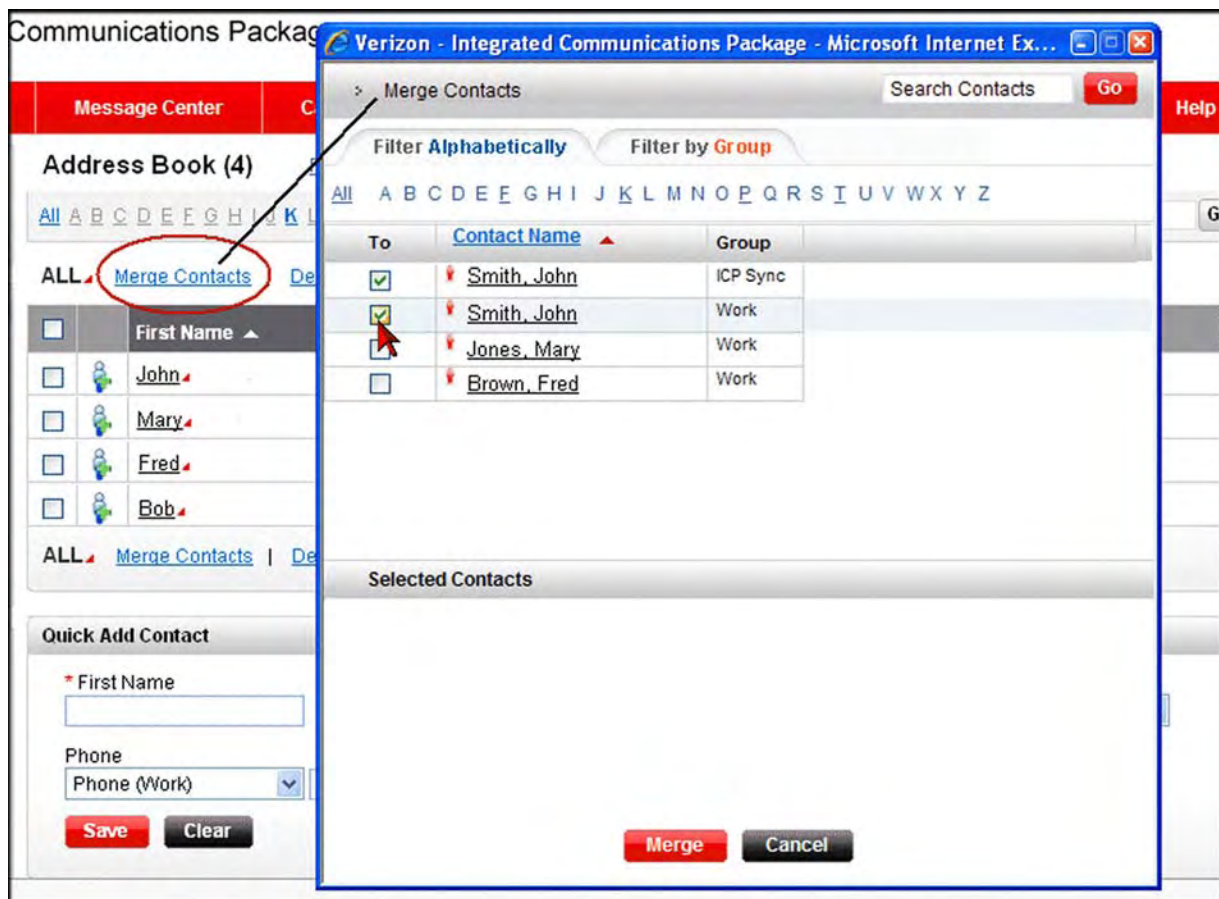 Communications Packag
Verizon - Integrated Communications Package - Microsoft Internet Ex...
Merge Contacts
Search Contacts
Go
Message Center
C
Help
Filter Alphabetically
Filter by Group
Address Book (4)
All A B C D E F G H I J K L M N O P Q R S T U V W X Y Z
All A B C D E F G H I J K L
G
To
Contact Name
Group
ALL
Merge Contacts
De
Smith, John
ICP Sync
Smith, John
Work
First Name
Jones, Mary
Work
John
Brown, Fred
Work
Mary
Fred
Bob
ALL Merge Contacts | De
Selected Contacts
Quick Add Contact
* First Name
Phone
Phone (Work)
Save
Clear
Merge
Cancel